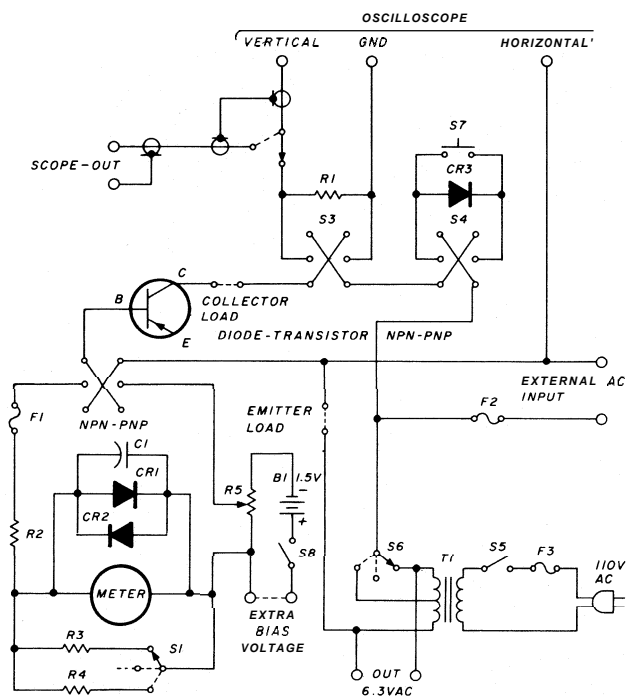 OSCILLOSCOPE
VERTICAL GND HORIZONTAL'
S7
SCOPE-OUT
R1
CR3
S3 S4
C
B
E
COLLECTOR
LOAD
DIODE-TRANSISTOR NPN-PNP
EXTERNAL AC
INPUT
F1
NPN-PNP
EMITTER
LOAD
F2
C1
CR1
CR2
R5
B1 1.5V
-
+
R2
S8
S6
T1
S5
F3
110V
AC
METER
EXTRA
BIAS
VOLTAGE
R3
S1
R4
OUT
6.3VAC